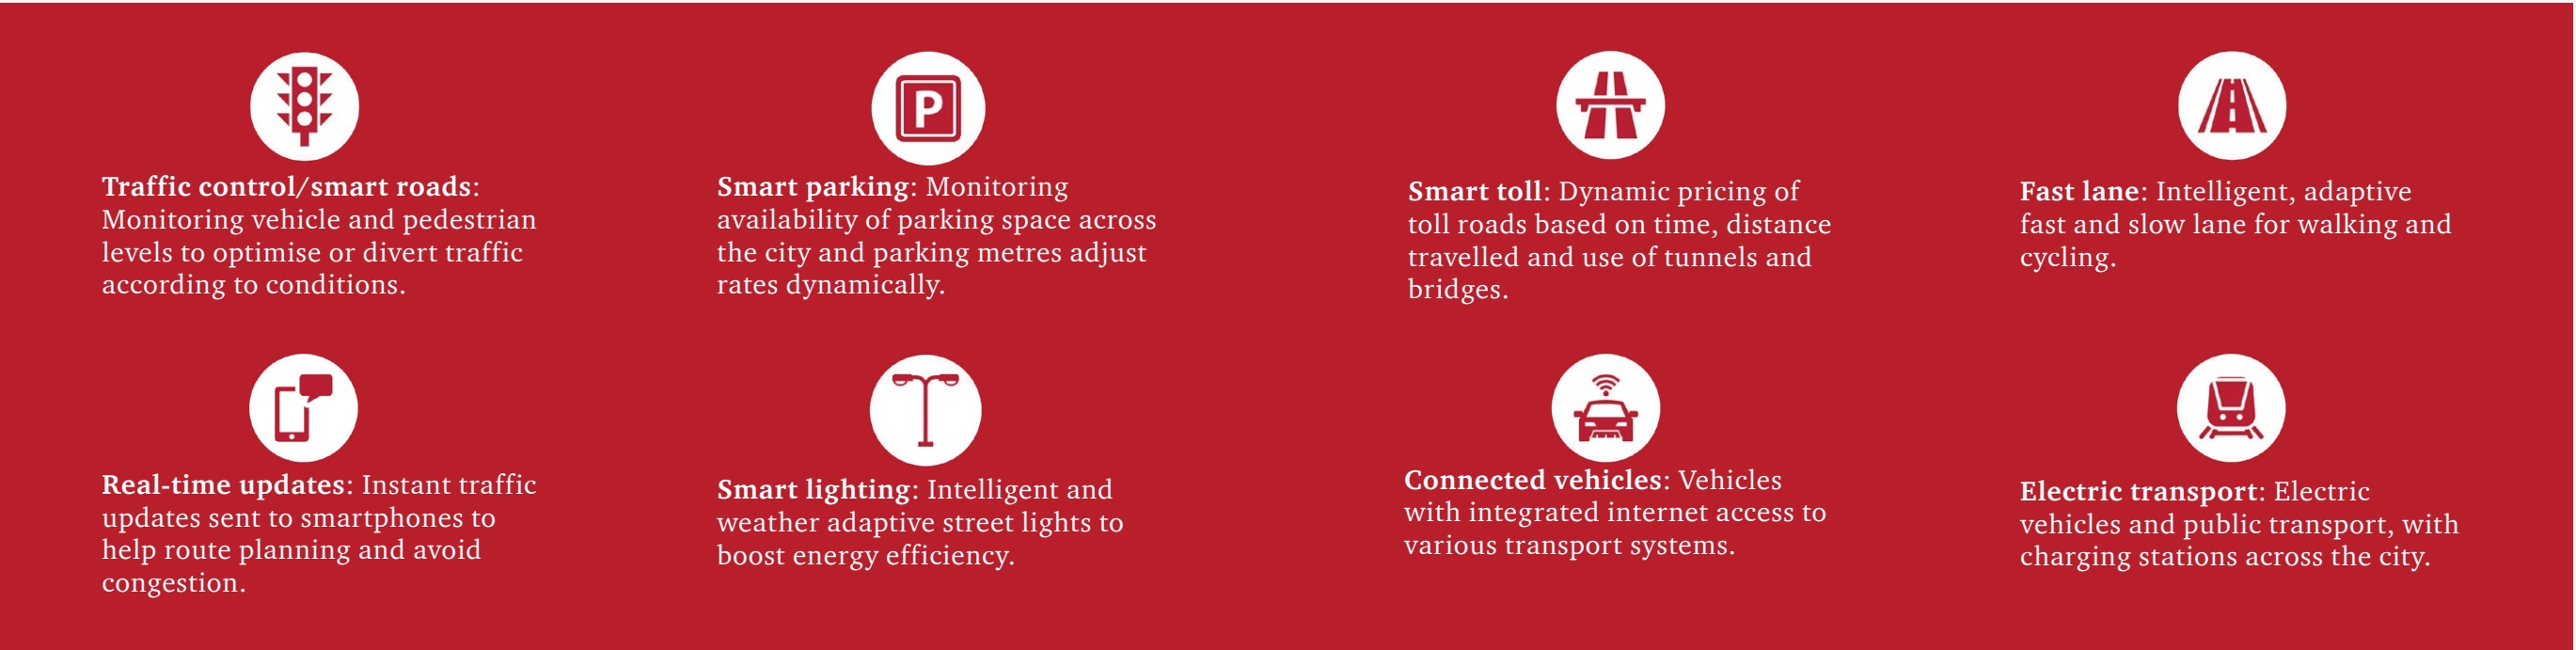 P
Traffic control/smart roads:
Monitoring vehicle and pedestrian
levels to optimise or divert traffic
according to conditions.
Smart parking: Monitoring
availability of parking space across
the city and parking metres adjust
rates dynamically.
Smart toll: Dynamic pricing of
toll roads based on time, distance
travelled and use of tunnels and
bridges.
Fast lane: Intelligent, adaptive
fast and slow lane for walking and
cycling.
Real-time updates: Instant traffic
updates sent to smartphones to
help route planning and avoid
congestion.
Smart lighting: Intelligent and
weather adaptive street lights to
boost energy efficiency.
Connected vehicles: Vehicles
with integrated internet access to
various transport systems.
Electric transport: Electric
vehicles and public transport, with
charging stations across the city.